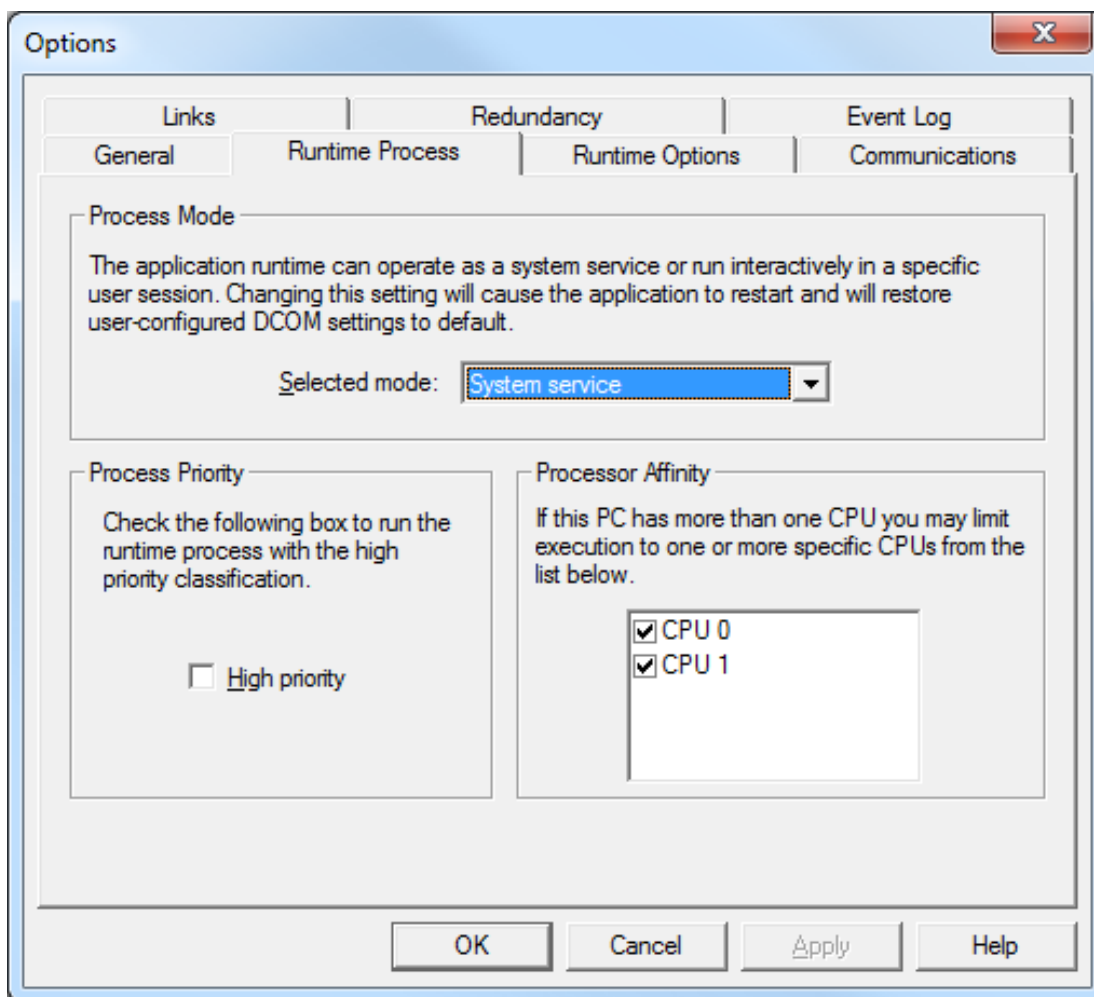 Options
Links
Redundancy
Event Log
General
Runtime Process
Runtime Options
Communications
Process Mode
The application runtime can operate as a system service or run interactively in a specific
user session. Changing this setting will cause the application to restart and will restore
user-configured DCOM settings to default.
Selected mode:
System service
Process Priority
Check the following box to run the
runtime process with the high
priority classification.
High priority
Processor Affinity
If this PC has more than one CPU you may limit
execution to one or more specific CPUs from the
list below.
CPU 0
CPU 1
OK
Cancel
Apply
Help